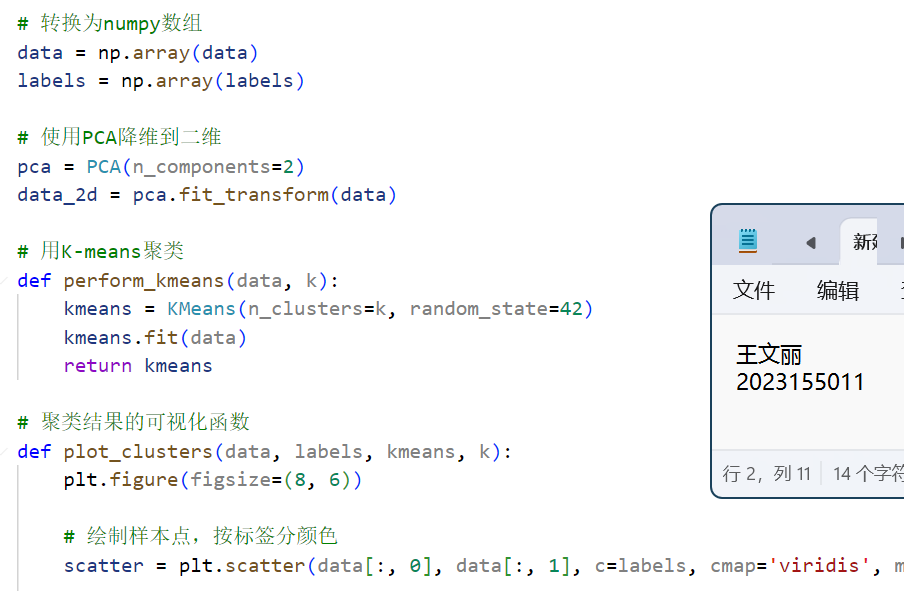 # 转换为numpy数组
data = np.array(data)
labels = np.array(labels)
# 使用PCA降维到二维
pca = PCA(n_components=2)
data_2d = pca.fit_transform(data)
# 用K-means聚类
def perform_kmeans(data, k):
kmeans = KMeans(n_clusters=k, random_state=42)
kmeans.fit(data)
return kmeans
# 聚类结果的可视化函数
def plot_clusters(data, labels, kmeans, k):
plt.figure(figsize=(8, 6))
# 绘制样本点，按标签分颜色
scatter = plt.scatter(data[:, 0], data[:, 1], c=labels, cmap='viridis',
新建
文件 编辑
王文丽
2023155011
行 2，列 11 14 个字符